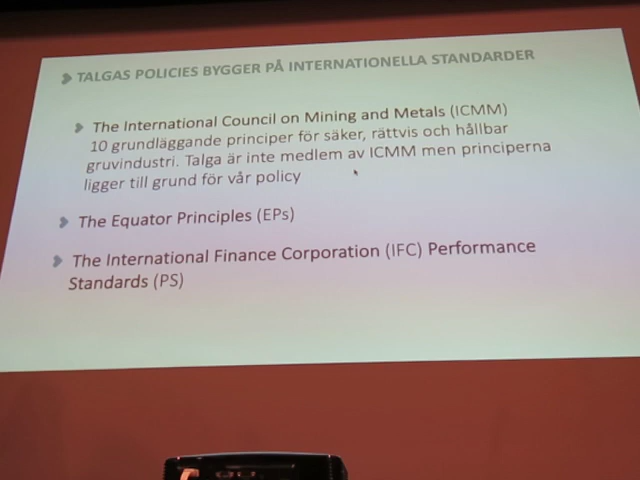 TALGAS POLICIES BYGGER PÅ INTERNATIONELLA STANDARDER
The International Council on Mining and Metals (ICMM)
10 grundläggande principer för säker, rättvis och hållbar
gruvindustri. Talga är inte medlem av ICMM men principerna
ligger till grund för vår policy
The Equator Principles (EPs)
The International Finance Corporation (IFC) Performance
Standards (PS)